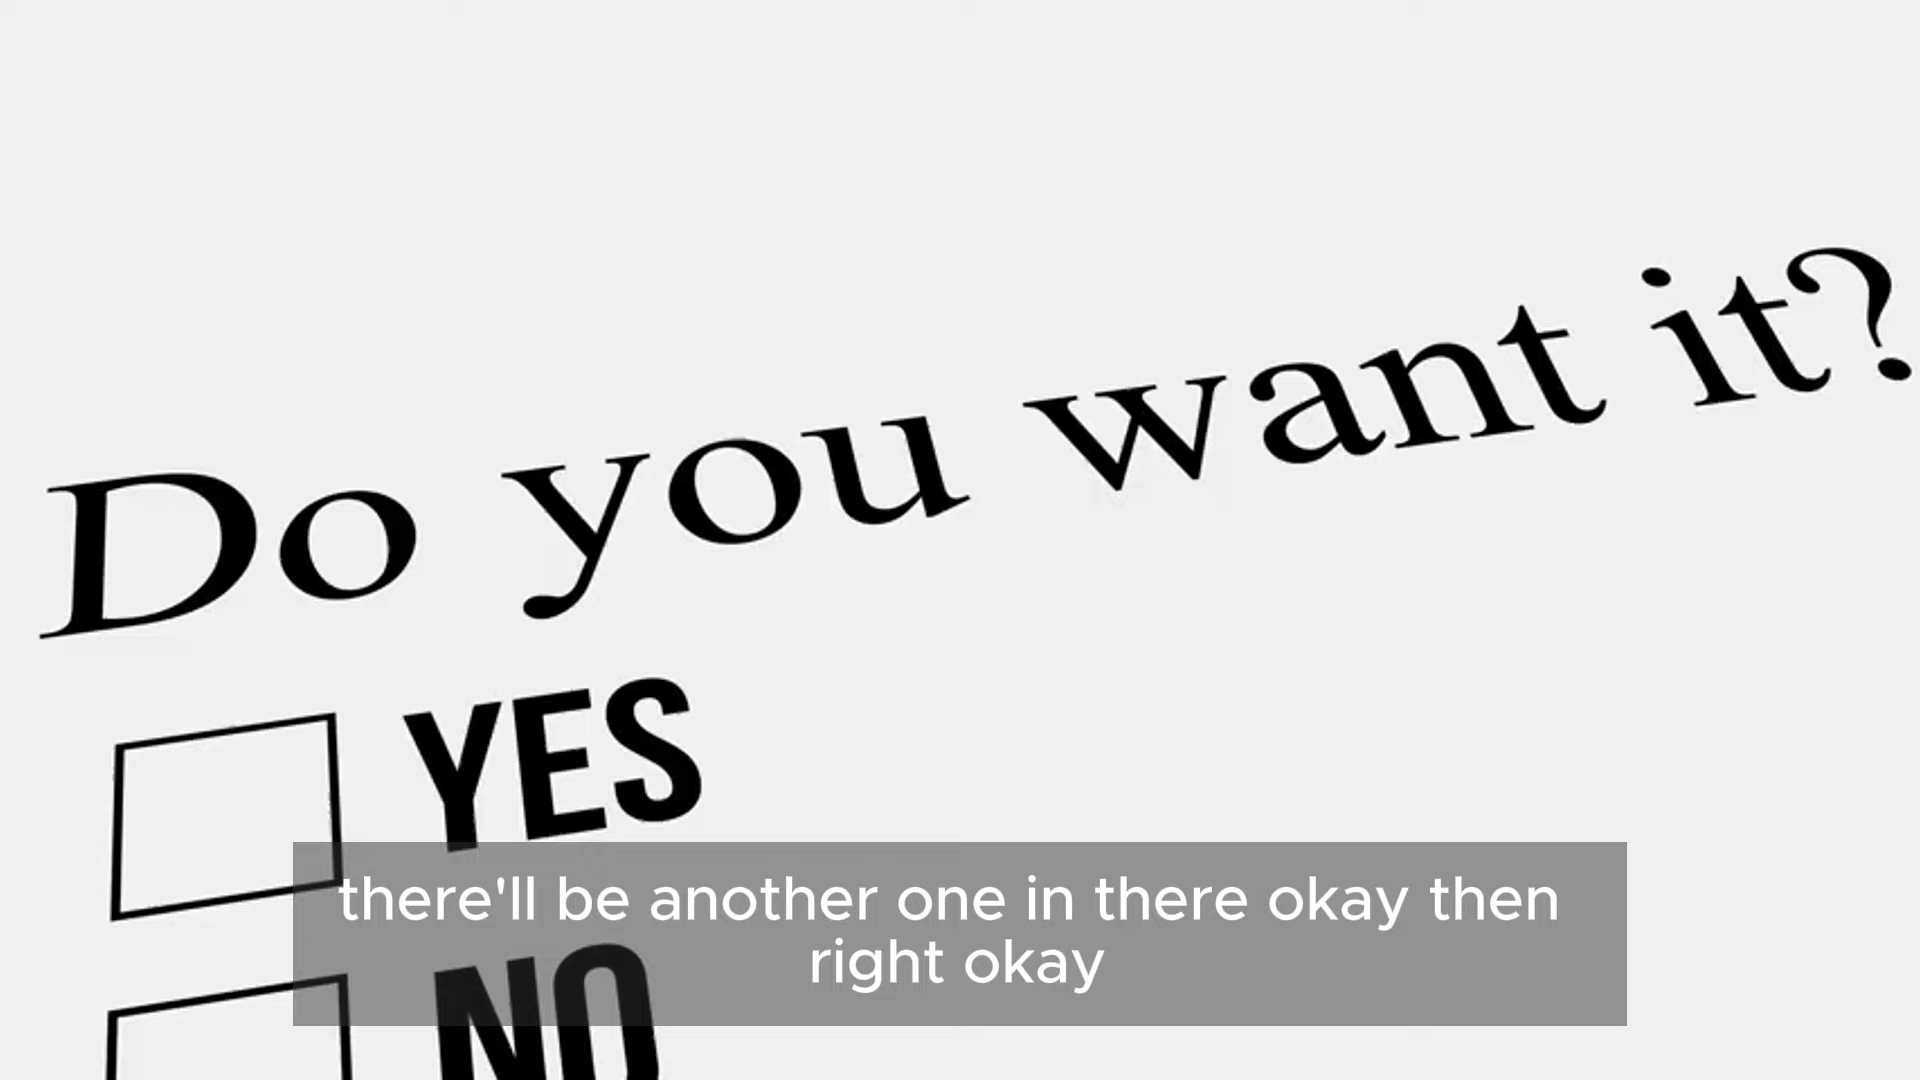 Do you want it?
YES
NO
there'll be another one in there okay then
right okay